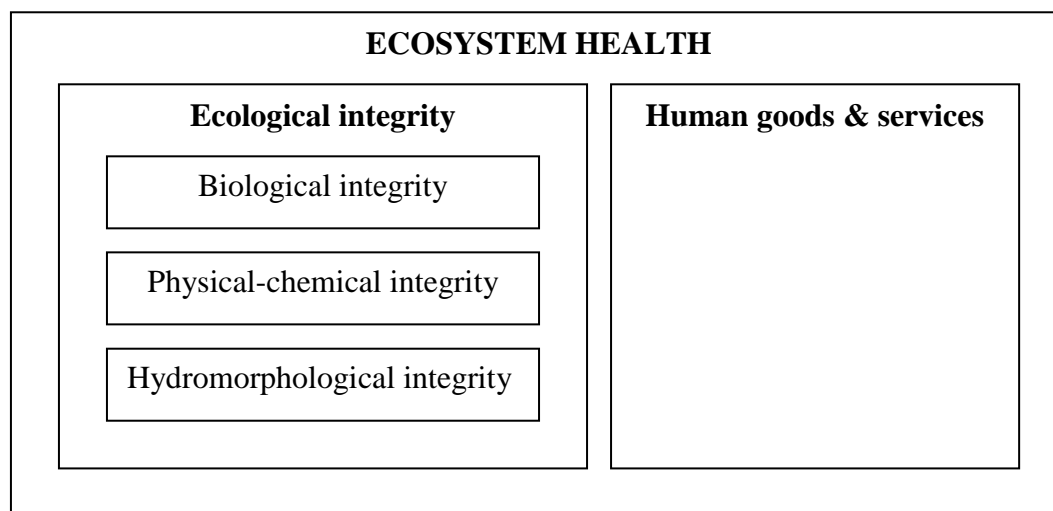 ECOSYSTEM HEALTH
Ecological integrity
Biological integrity
Physical-chemical integrity
Hydromorphological integrity
Human goods & services